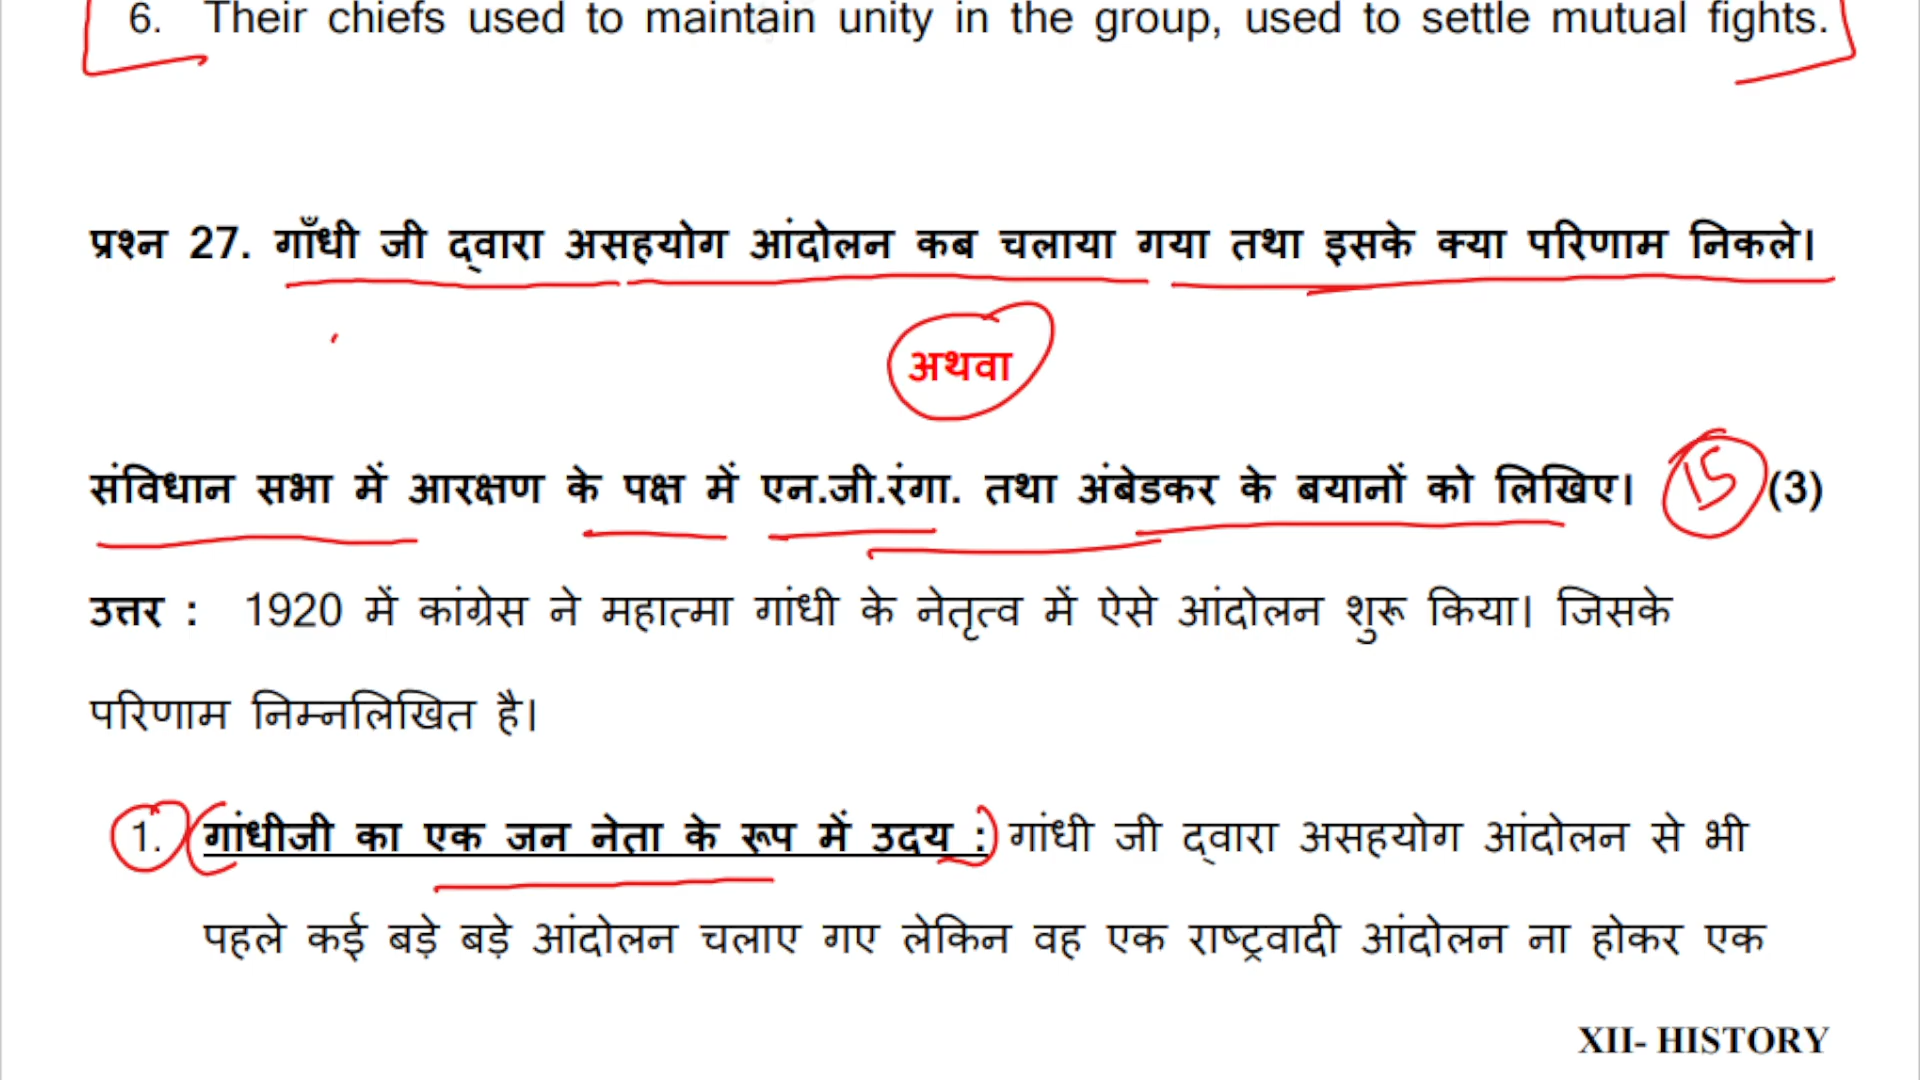 6. Their chiefs used to maintain unity in the group, used to settle mutual fights.
प्रश्न 27. गाँधी जी द्वारा असहयोग आंदोलन कब चलाया गया तथा इसके क्या परिणाम निकले।
अथवा
संविधान सभा में आरक्षण के पक्ष में एन.जी.रंगा. तथा अंबेडकर के बयानों को लिखिए। 15 (3)
उत्तर : 1920 में कांग्रेस ने महात्मा गांधी के नेतृत्व में ऐसे आंदोलन शुरू किया। जिसके
परिणाम निम्नलिखित है।
1. गांधीजी का एक जन नेता के रूप में उदय : गांधी जी द्वारा असहयोग आंदोलन से भी
पहले कई बड़े बड़े आंदोलन चलाए गए लेकिन वह एक राष्ट्रवादी आंदोलन ना होकर एक
XII- HISTORY